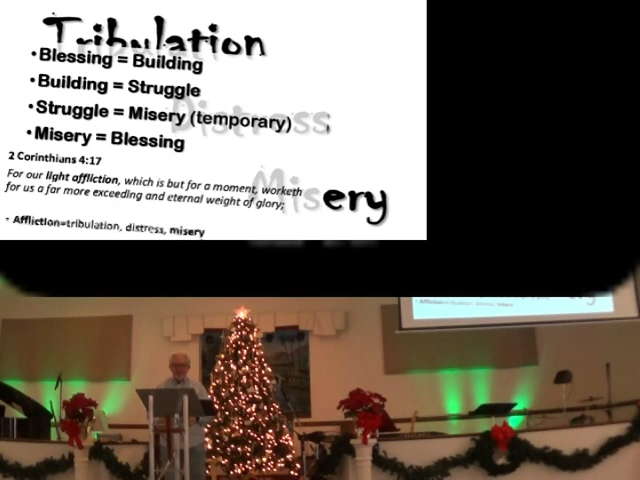 Tribulation
•Blessing = Building
•Building = Struggle
•Struggle = Misery (temporary)
Distress,
•Misery = Blessing
2 Corinthians 4:17
For our light affliction, which is but for a moment, worketh
for us a far more exceeding and eternal weight of glory;
Misery
- Affliction=tribulation, distress, misery